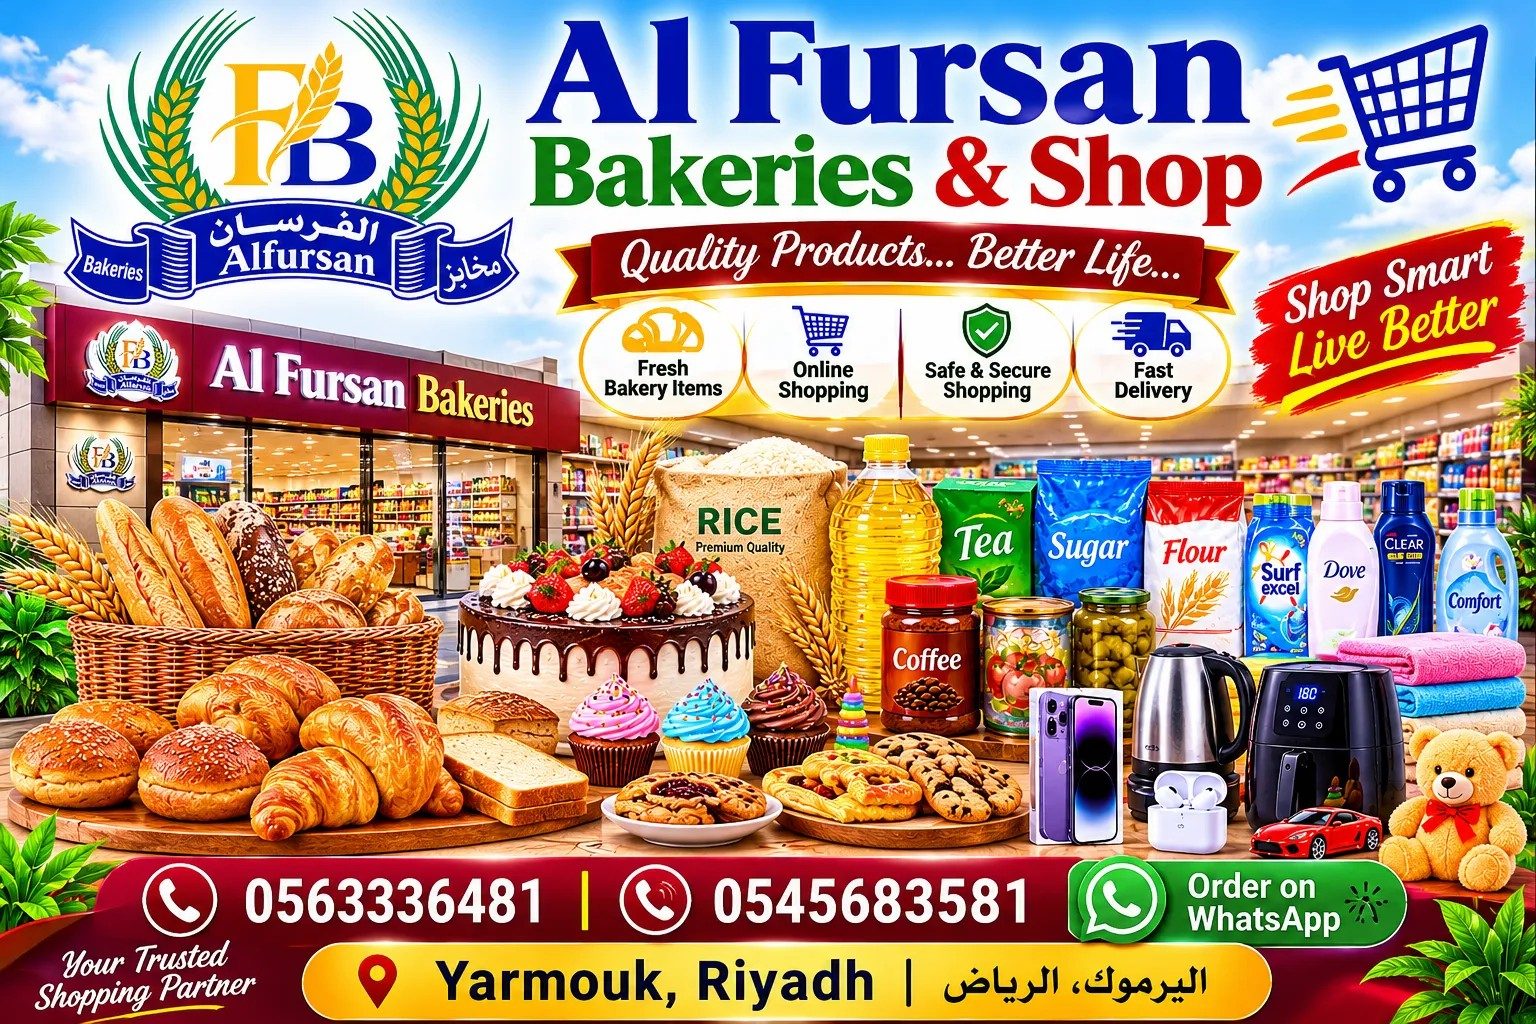 FB
الفرسان
Bakeries
Alfursan
مخابز
Al Fursan
Bakeries & Shop
Quality Products... Better Life...
Shop Smart
Live Better
Fresh
Bakery Items
Online
Shopping
Safe & Secure
Shopping
Fast
Delivery
FB
Al Fursan Bakeries
FB
RICE
Premium Quality
Tea
Sugar
Flour
Surf
excel
Dove
CLEAR
Comfort
Coffee
180
0563336481
0545683581
Order on
WhatsApp
Your Trusted
Shopping Partner
Yarmouk, Riyadh | اليرموك، الرياض